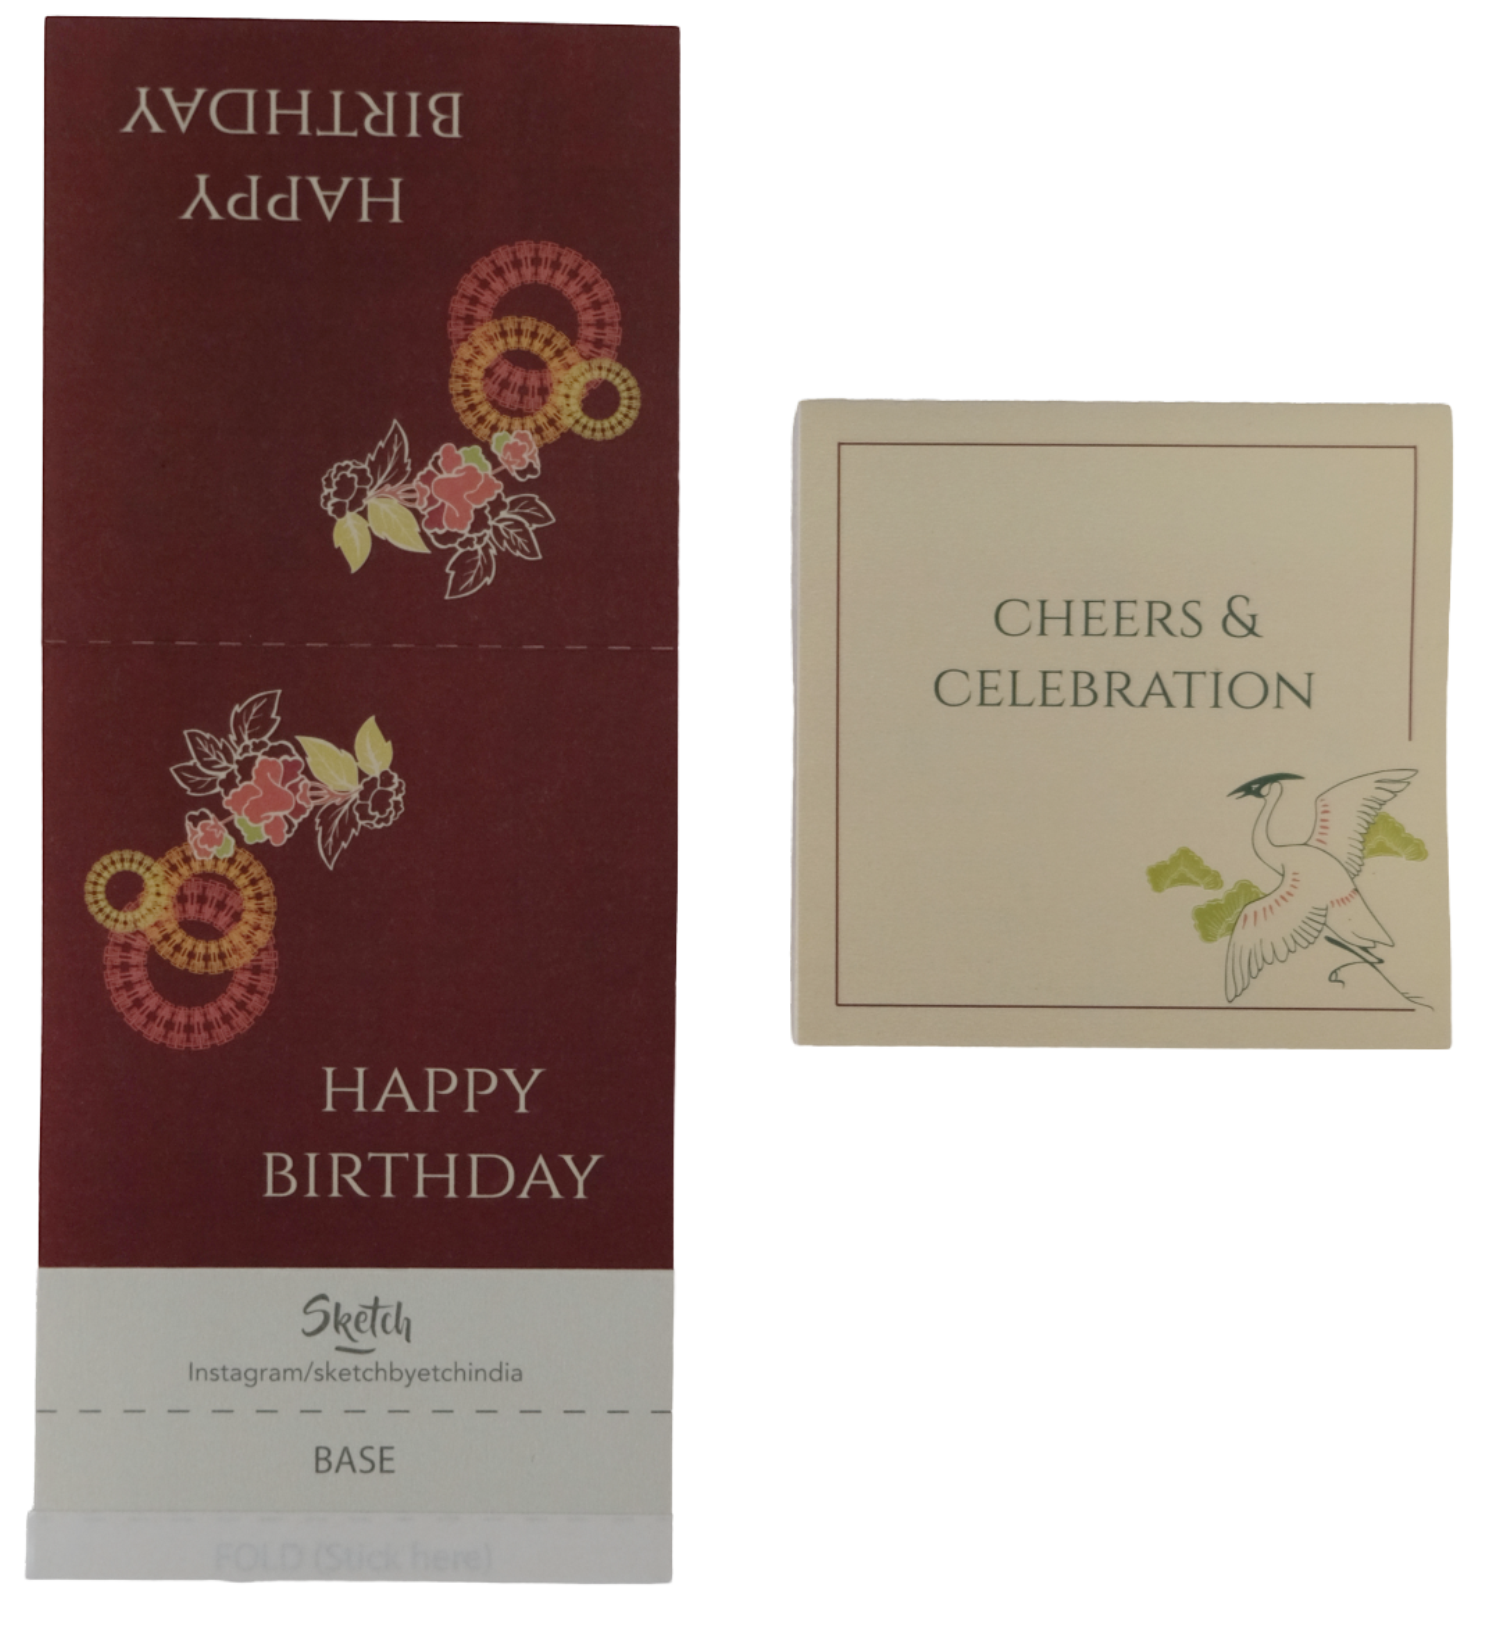 HAPPY
BIRTHDAY
HAPPY
BIRTHDAY
Sketch
Instagram/sketchbyetchindia
BASE
FOLD (Stick here)
CHEERS &
CELEBRATION